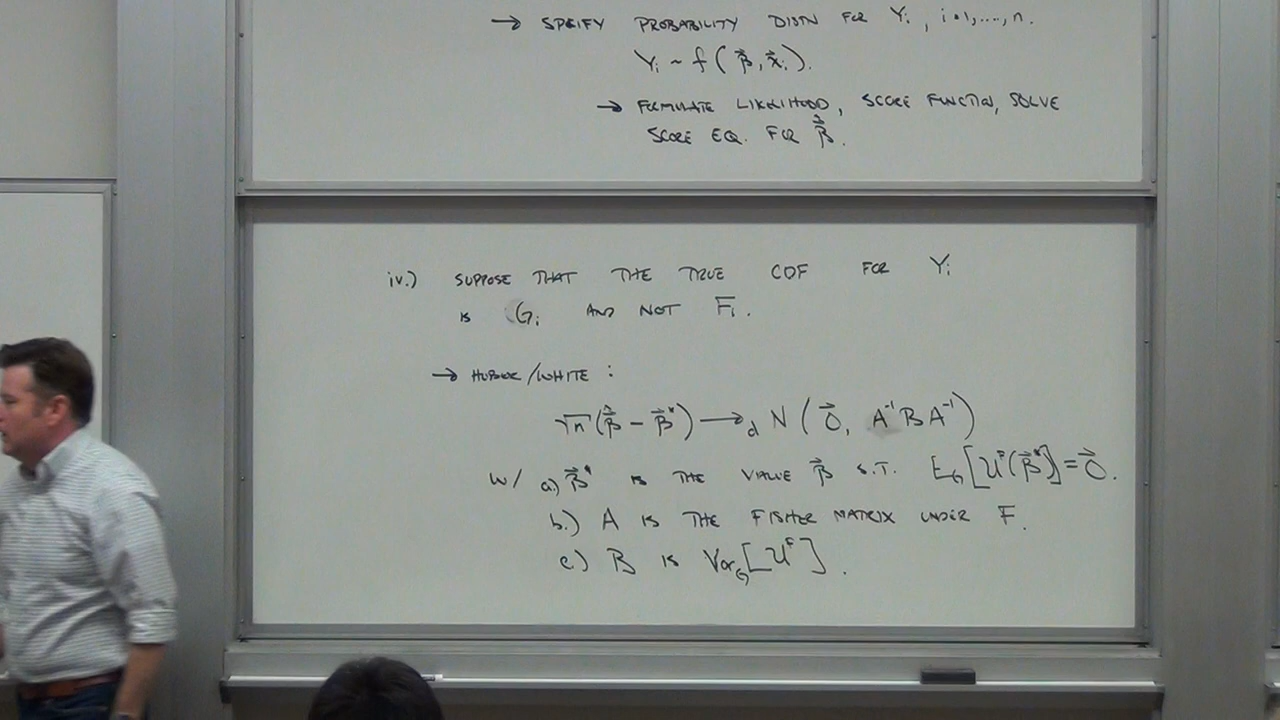 → SPECIFY PROBABILITY DISTN FOR Yᵢ, i=1,...,n.
Yᵢ ~ f(β⃗, x⃗ᵢ).
→ FORMULATE LIKELIHOOD, SCORE FUNCTION, SOLVE
SCORE EQ. FOR β⃗̂.
iv.) SUPPOSE THAT THE TRUE CDF FOR Yᵢ
IS Gᵢ AND NOT Fᵢ.
→ HUBER/WHITE:
√n(β⃗̂ - β⃗*) →_d N(0⃗, A⁻¹BA⁻¹)
W/ a) β⃗* IS THE VALUE β⃗ S.T. E_G[U^F(β⃗*)]=0⃗.
b.) A IS THE FISHER MATRIX UNDER F.
c) B IS Var_G[U^F].